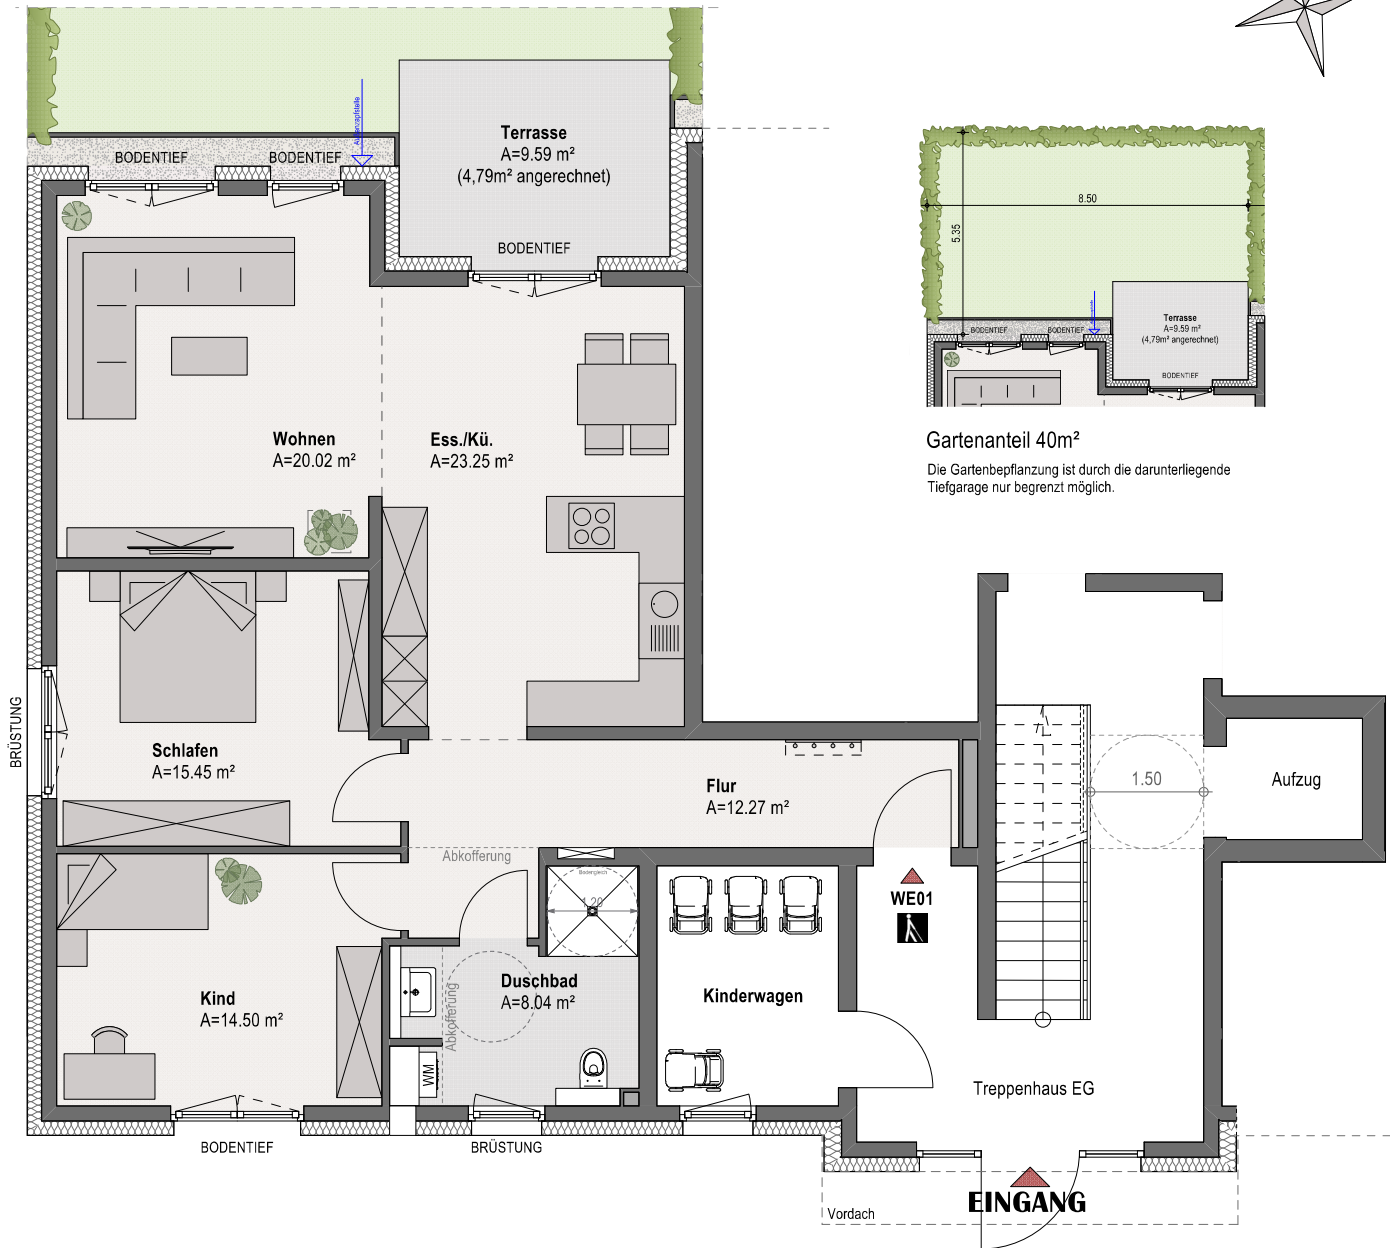 Außenzapfstelle
BODENTIEF
BODENTIEF
Terrasse
A=9.59 m²
(4,79m² angerechnet)
BODENTIEF
8.50
5.35
BODENTIEF
BODENTIEF
Terrasse
A=9.59 m²
(4,79m² angerechnet)
BODENTIEF
Gartenanteil 40m²
Die Gartenbepflanzung ist durch die darunterliegende
Tiefgarage nur begrenzt möglich.
Wohnen
A=20.02 m²
Ess./Kü.
A=23.25 m²
BRÜSTUNG
Schlafen
A=15.45 m²
Flur
A=12.27 m²
1.50
Aufzug
Abkofferung
Bodengleich
1.20
WE01
Kind
A=14.50 m²
Duschbad
A=8.04 m²
Abkofferung
WM
Kinderwagen
Treppenhaus EG
BODENTIEF
BRÜSTUNG
EINGANG
Vordach